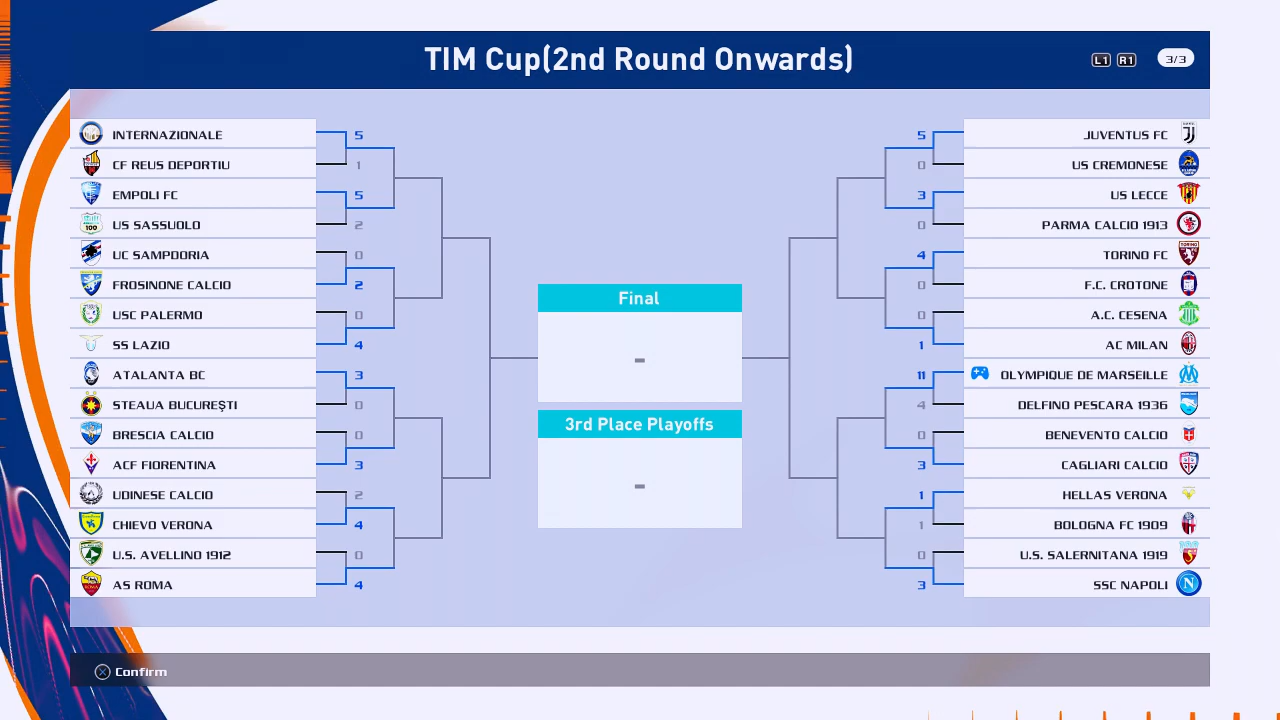 TIM Cup(2nd Round Onwards)
L1 R1 3/3
INTERNAZIONALE 5
CF REUS DEPORTIU 1
EMPOLI FC 5
US SASSUOLO 2
UC SAMPDORIA 0
FROSINONE CALCIO 2
USC PALERMO 0
SS LAZIO 4
ATALANTA BC 3
STEAUA BUCUREŞTI 0
BRESCIA CALCIO 0
ACF FIORENTINA 3
UDINESE CALCIO 2
CHIEVO VERONA 4
U.S. AVELLINO 1912 0
AS ROMA 4
Final
-
3rd Place Playoffs
-
5 JUVENTUS FC
0 US CREMONESE
3 US LECCE
0 PARMA CALCIO 1913
4 TORINO FC
0 F.C. CROTONE
0 A.C. CESENA
1 AC MILAN
11 OLYMPIQUE DE MARSEILLE
4 DELFINO PESCARA 1936
0 BENEVENTO CALCIO
3 CAGLIARI CALCIO
1 HELLAS VERONA
1 BOLOGNA FC 1909
0 U.S. SALERNITANA 1919
3 SSC NAPOLI
Confirm